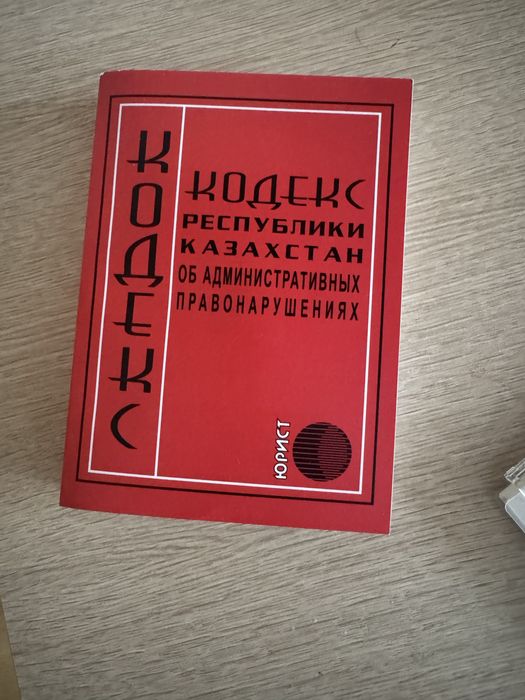 КОДЕКС
КОДЕКС
РЕСПУБЛИКИ
КАЗАХСТАН
ОБ АДМИНИСТРАТИВНЫХ
ПРАВОНАРУШЕНИЯХ
ЮРИСТ